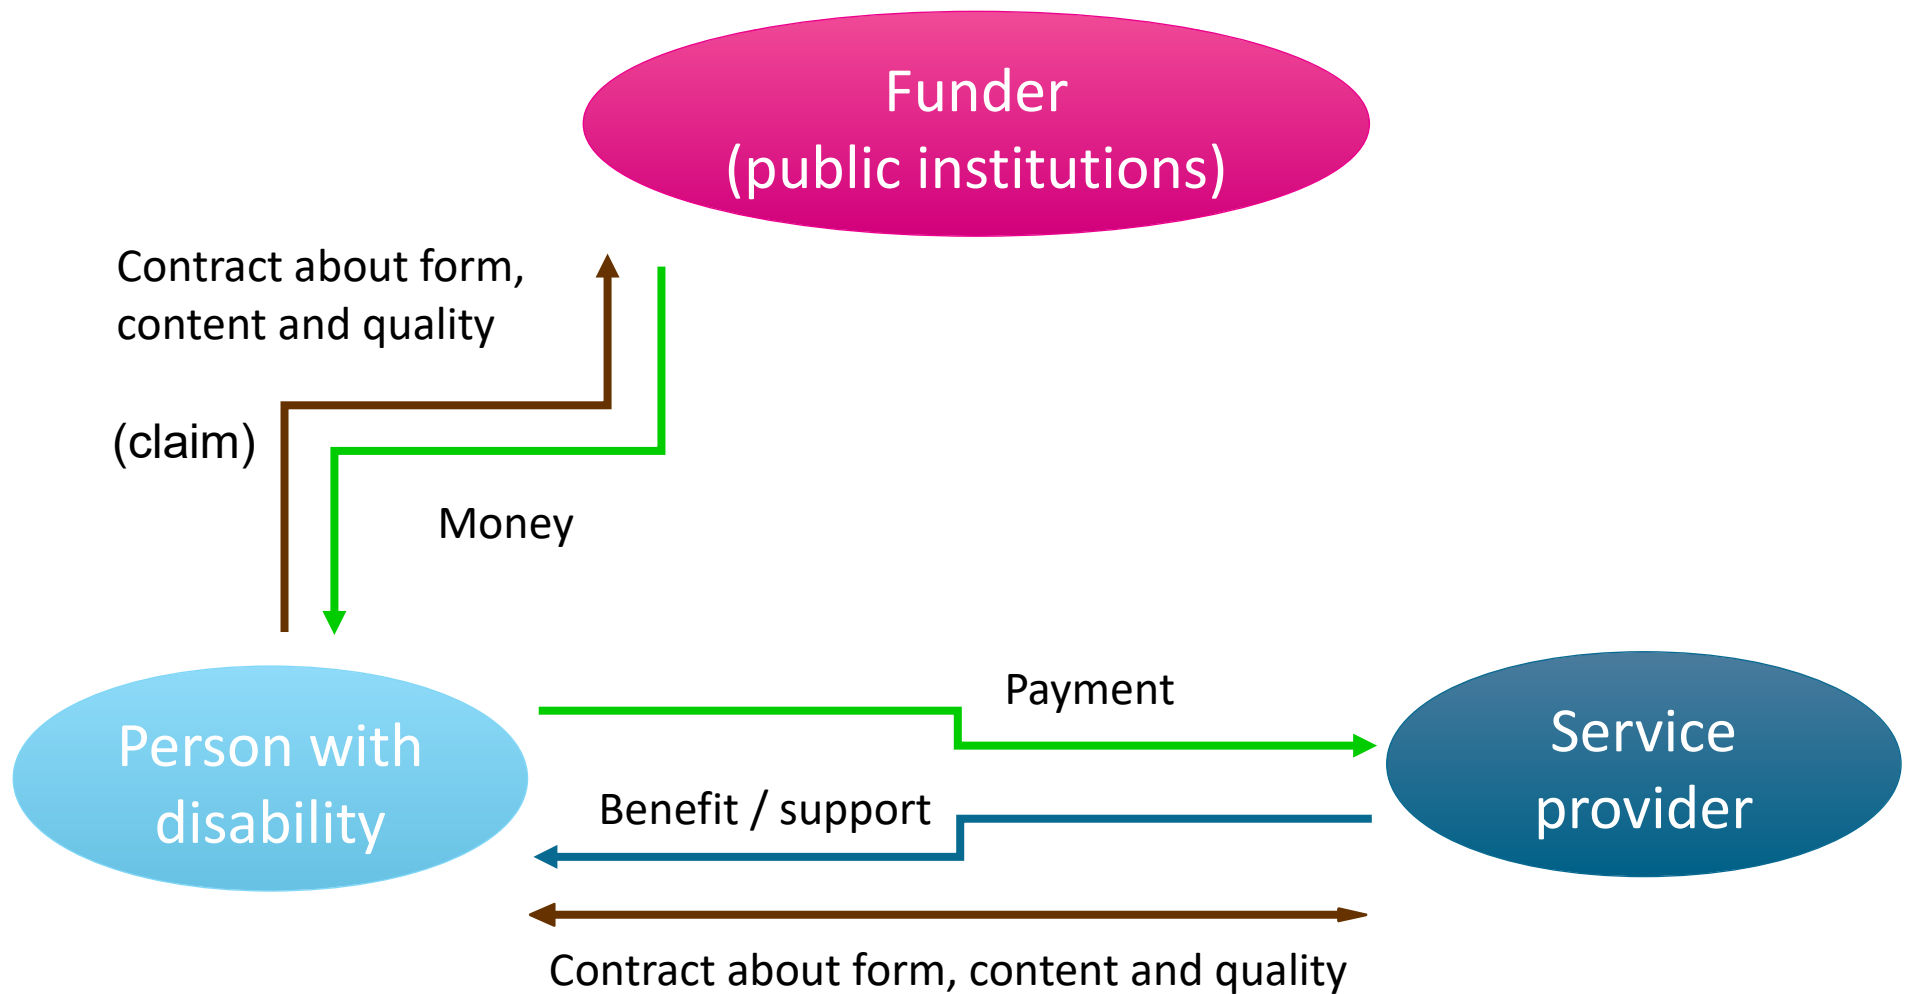 Funder
(public institutions)
Contract about form,
content and quality
(claim)
Money
Payment
Person with
disability
Service
provider
Benefit / support
Contract about form, content and quality